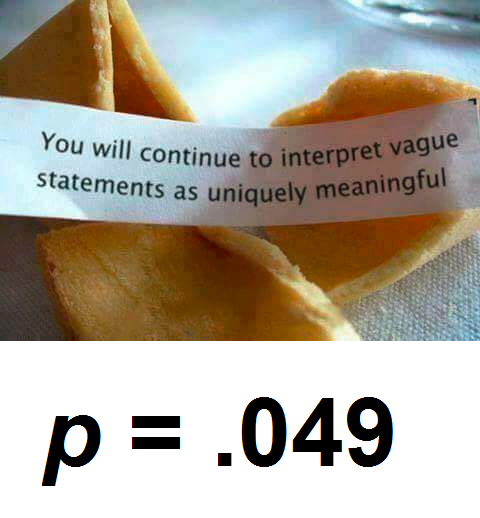 You will continue to interpret vague
statements as uniquely meaningful
p = .049